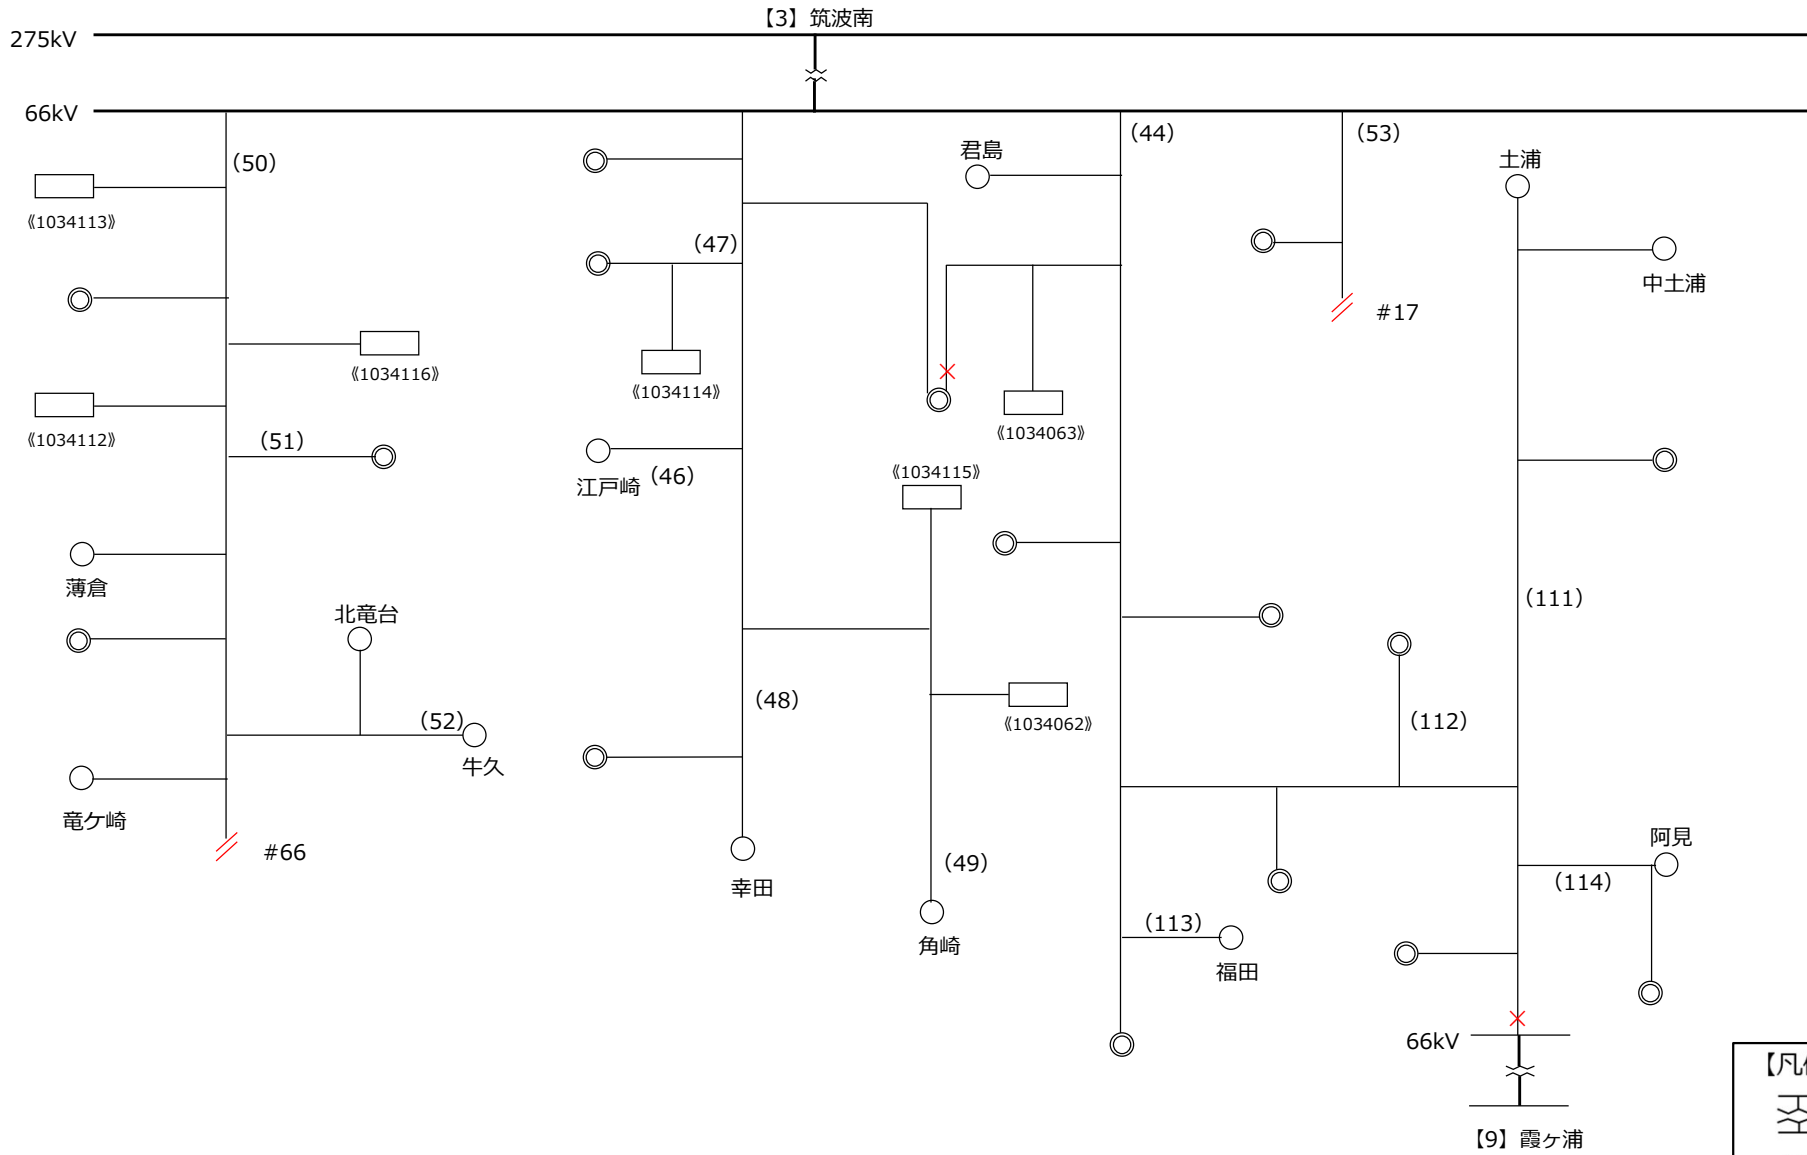 【3】筑波南
275kV
66kV
(50)
(44)
(53)
君島
土浦
《1034113》
(47)
中土浦
#17
《1034116》
《1034114》
《1034112》
(51)
《1034063》
江戸崎
(46)
《1034115》
薄倉
北竜台
(111)
(48)
(52)
《1034062》
(112)
牛久
竜ケ崎
#66
幸田
(49)
阿見
(114)
角崎
(113)
福田
66kV
【9】霞ヶ浦